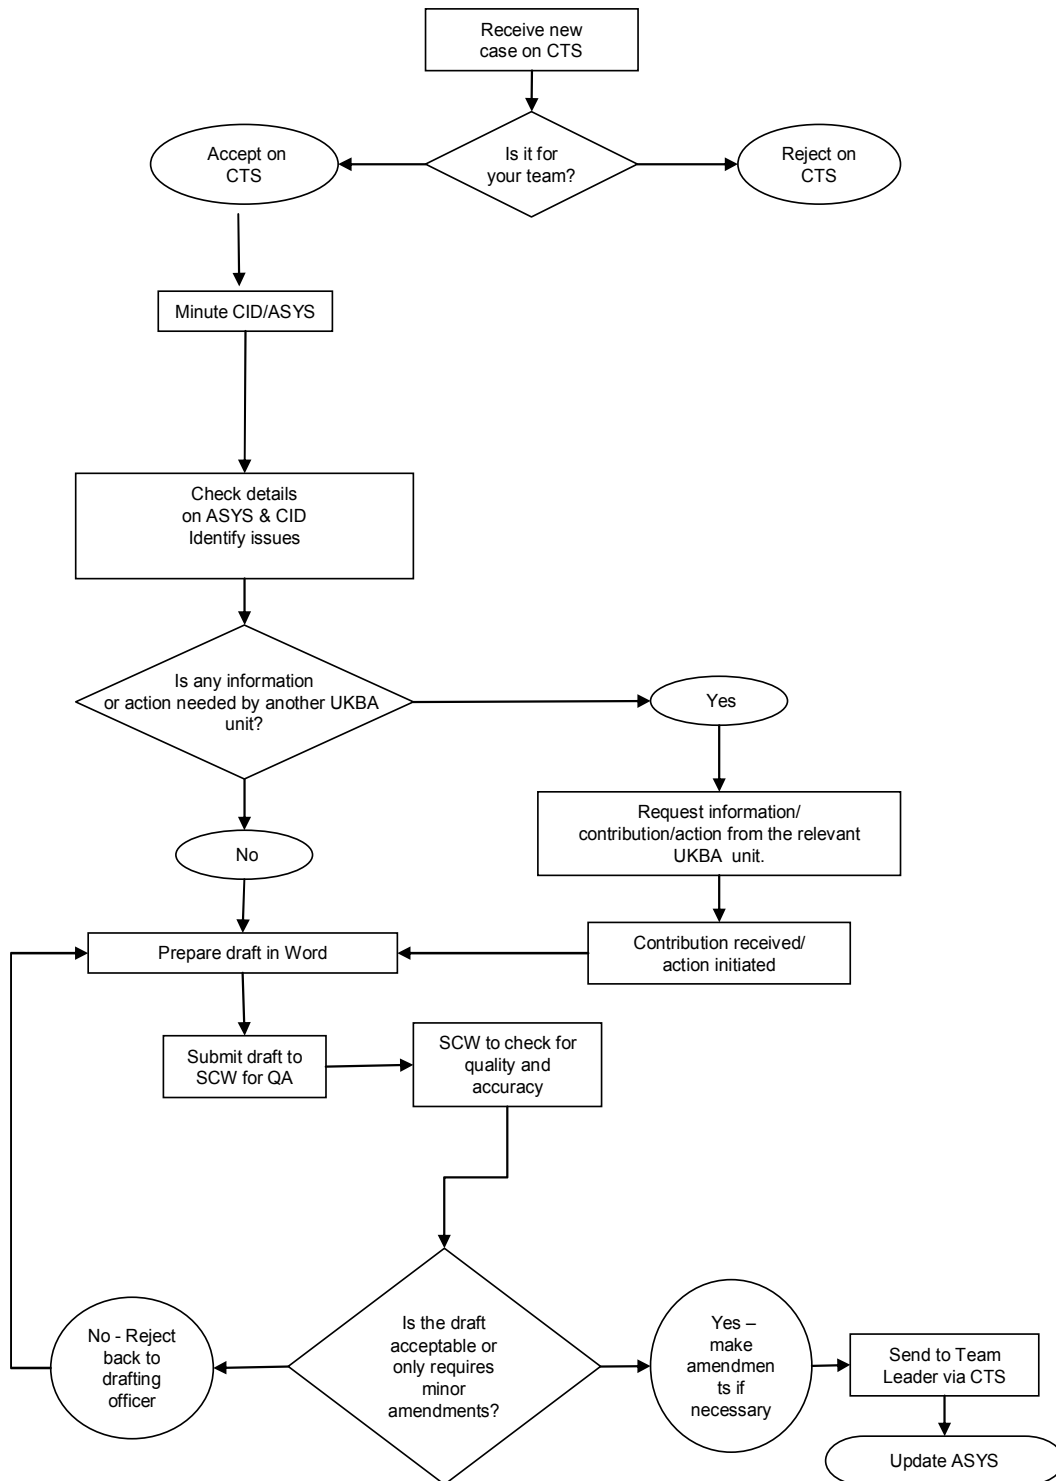 Receive new
case on CTS
Accept on
CTS
Is it for
your team?
Reject on
CTS
Minute CID/ASYS
Check details
on ASYS & CID
Identify issues
Is any information
or action needed by another UKBA
unit?
Yes
Request information/
contribution/action from the relevant
UKBA unit.
No
Prepare draft in Word
Contribution received/
action initiated
Submit draft to
SCW for QA
SCW to check for
quality and
accuracy
No - Reject
back to
drafting
officer
Is the draft
acceptable or
only requires
minor
amendments?
Yes –
make
amendmen
ts if
necessary
Send to Team
Leader via CTS
Update ASYS